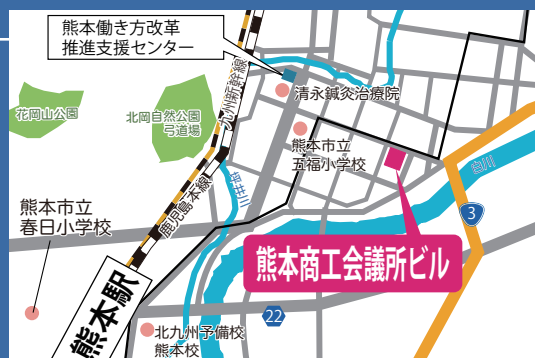 熊本働き方改革
推進支援センター
九州新幹線
清永鍼灸治療院
花岡山公園
北岡自然公園
弓道場
熊本市立
五福小学校
坪井川
白川
鹿児島本線
熊本市立
春日小学校
3
熊本商工会議所ビル
熊本駅
22
北九州予備校
熊本校